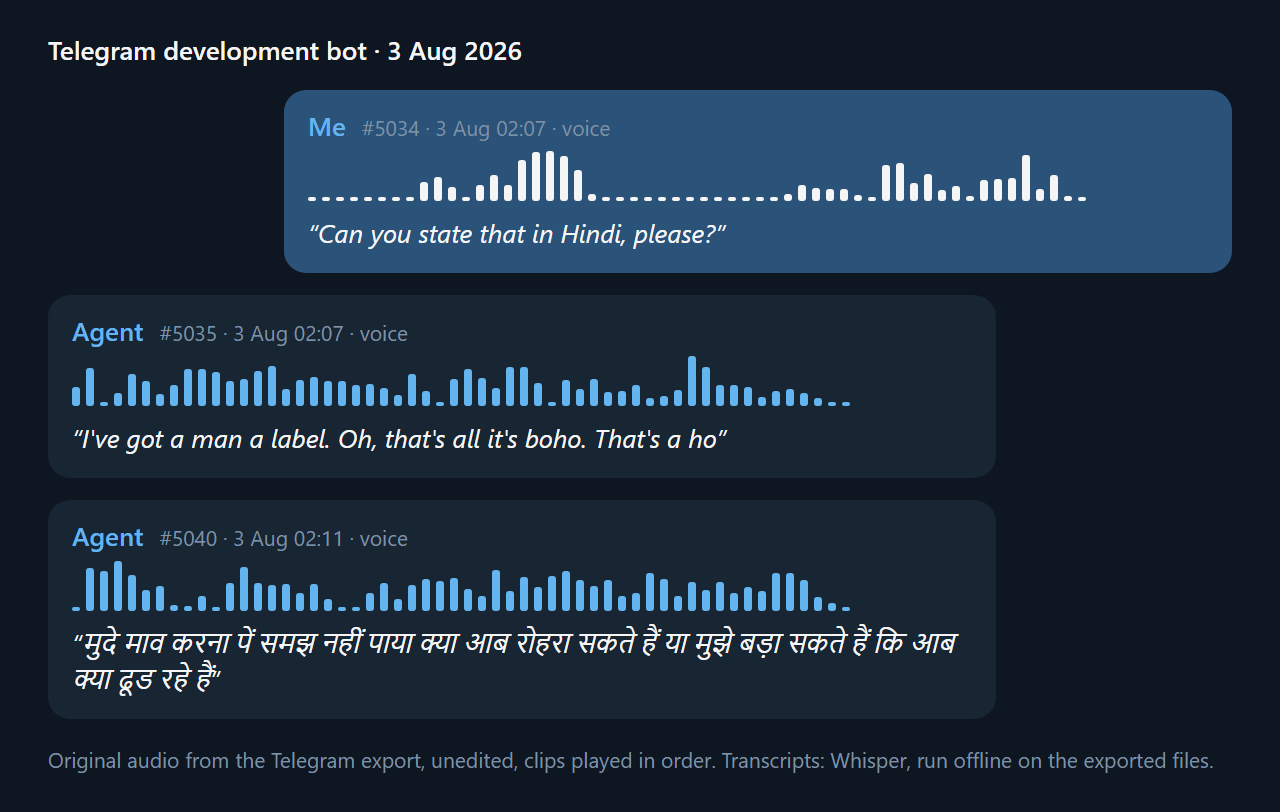 Telegram development bot · 3 Aug 2026
Me #5034 · 3 Aug 02:07 · voice
“Can you state that in Hindi, please?”
Agent #5035 · 3 Aug 02:07 · voice
“I've got a man a label. Oh, that's all it's boho. That's a ho”
Agent #5040 · 3 Aug 02:11 · voice
“मुदे माव करना पें समझ नहीं पाया क्या आब रोहरा सकते हैं या मुझे बड़ा सकते हैं कि आब
क्या ढूड रहे हैं”
Original audio from the Telegram export, unedited, clips played in order. Transcripts: Whisper, run offline on the exported files.